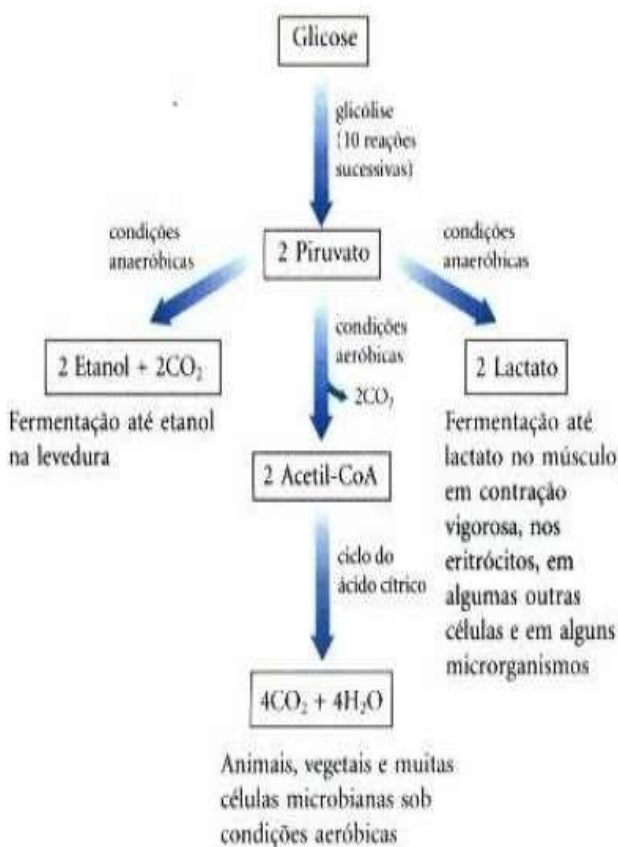 Glicose
glicólise
(10 reações
sucessivas)
condições
anaeróbicas
2 Piruvato
condições
anaeróbicas
2 Etanol + 2CO₂
Fermentação até etanol
na levedura
condições
aeróbicas
2CO₂
2 Lactato
Fermentação até
lactato no músculo
em contração
vigorosa, nos
eritrócitos, em
algumas outras
células e em alguns
microrganismos
2 Acetil-CoA
ciclo do
ácido cítrico
4CO₂ + 4H₂O
Animais, vegetais e muitas
células microbianas sob
condições aeróbicas